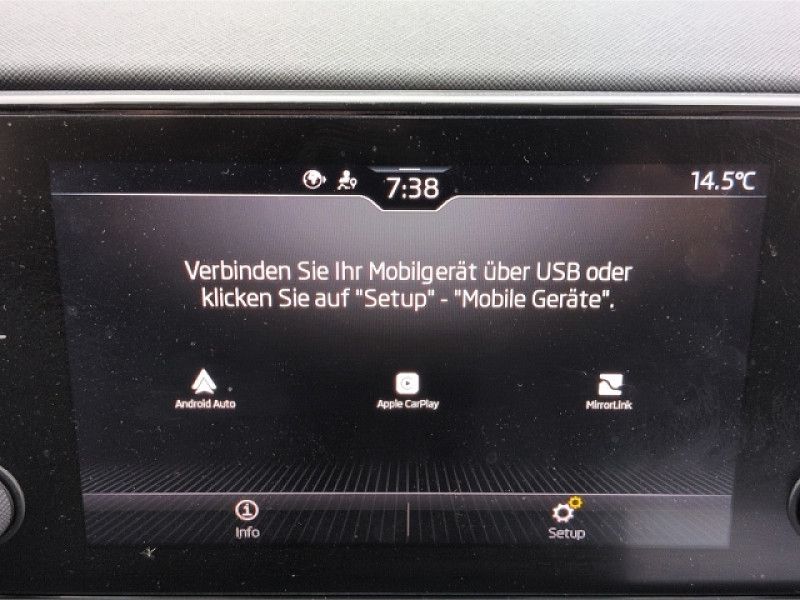 7:38
14.5°C
Verbinden Sie Ihr Mobilgerät über USB oder
klicken Sie auf "Setup" - "Mobile Geräte".
Android Auto
Apple CarPlay
MirrorLink
Info
Setup